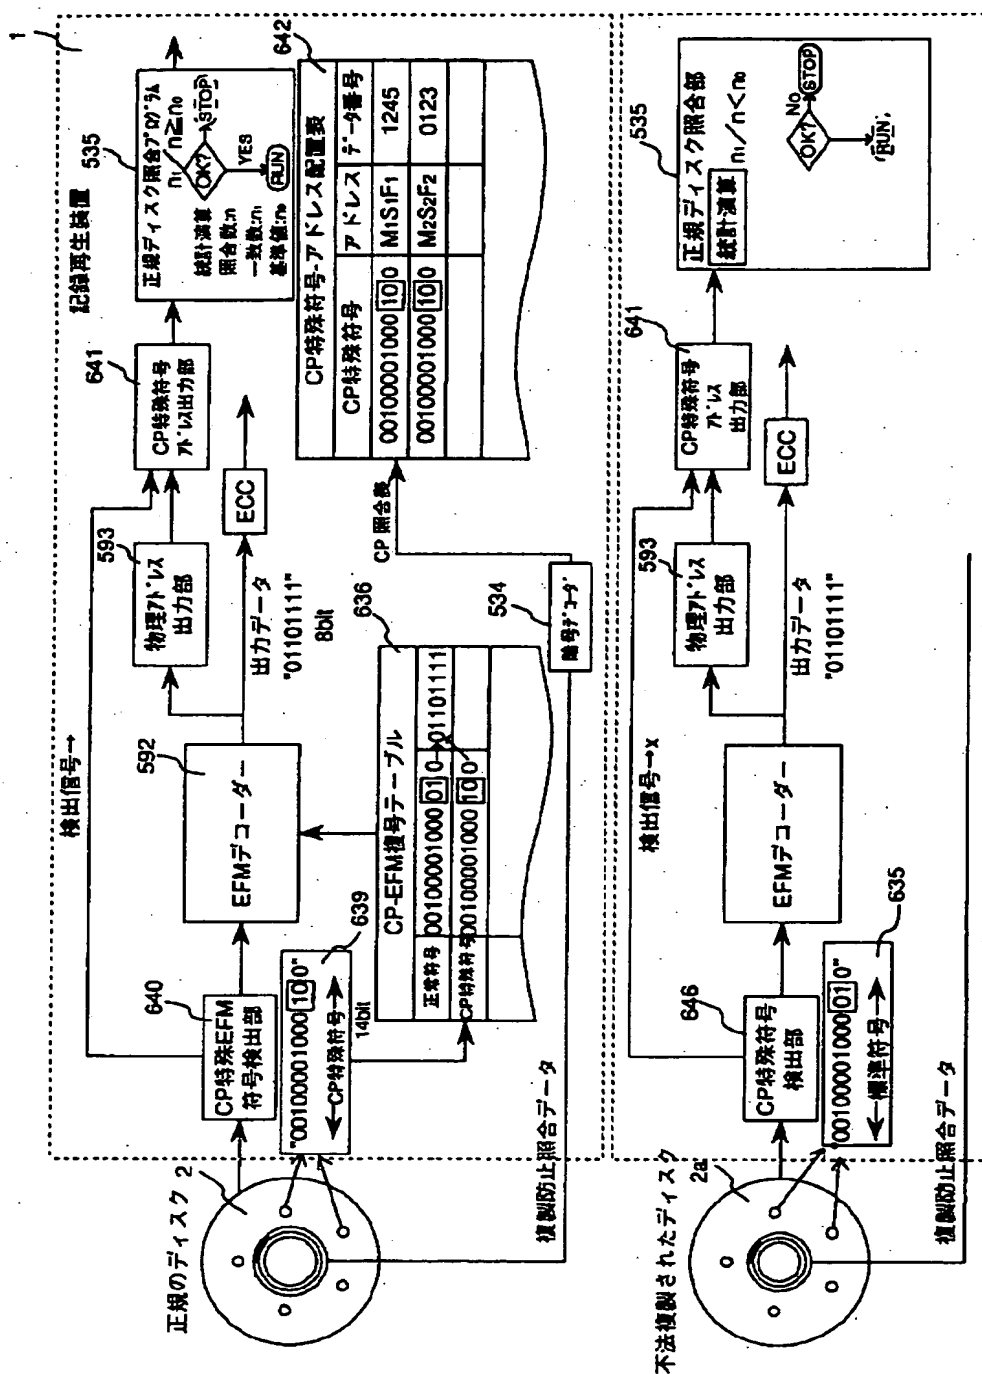 1
記録再生装置
正規のディスク 2
640
CP特殊EFM
符号検出部
検出信号→
592
EFMデコーダー
593
物理アドレス
出力部
641
CP特殊符号
アドレス出力部
535
正規ディスク照合プログラム
n₁/n≧n₀
統計演算
照合数:n
一致数:n₁
基準値:n₀
OK?
STOP
YES
RUN
出力データ
"01101111"
8bit
ECC
"00100001000100"
CP特殊符号
14bit
639
CP-EFM復号テーブル
636
正常符号 00100001000010 01101111
CP特殊符号 00100001000100
複製防止照合データ
534
暗号デコーダ
CP照合表
642
CP特殊符号-アドレス配置表
CP特殊符号 アドレス データ番号
0010000100010 M1S1F1 1245
0010000100010 M2S2F2 0123
不法複製されたディスク
2a
646
CP特殊符号
検出部
検出信号→x
EFMデコーダー
593
物理アドレス
出力部
641
CP特殊符号
アドレス
出力部
535
正規ディスク照合部
統計演算 n₁/n<n₀
OK?
No
STOP
RUN
出力データ
"01101111"
ECC
"00100001000010"
標準符号
635
複製防止照合データ